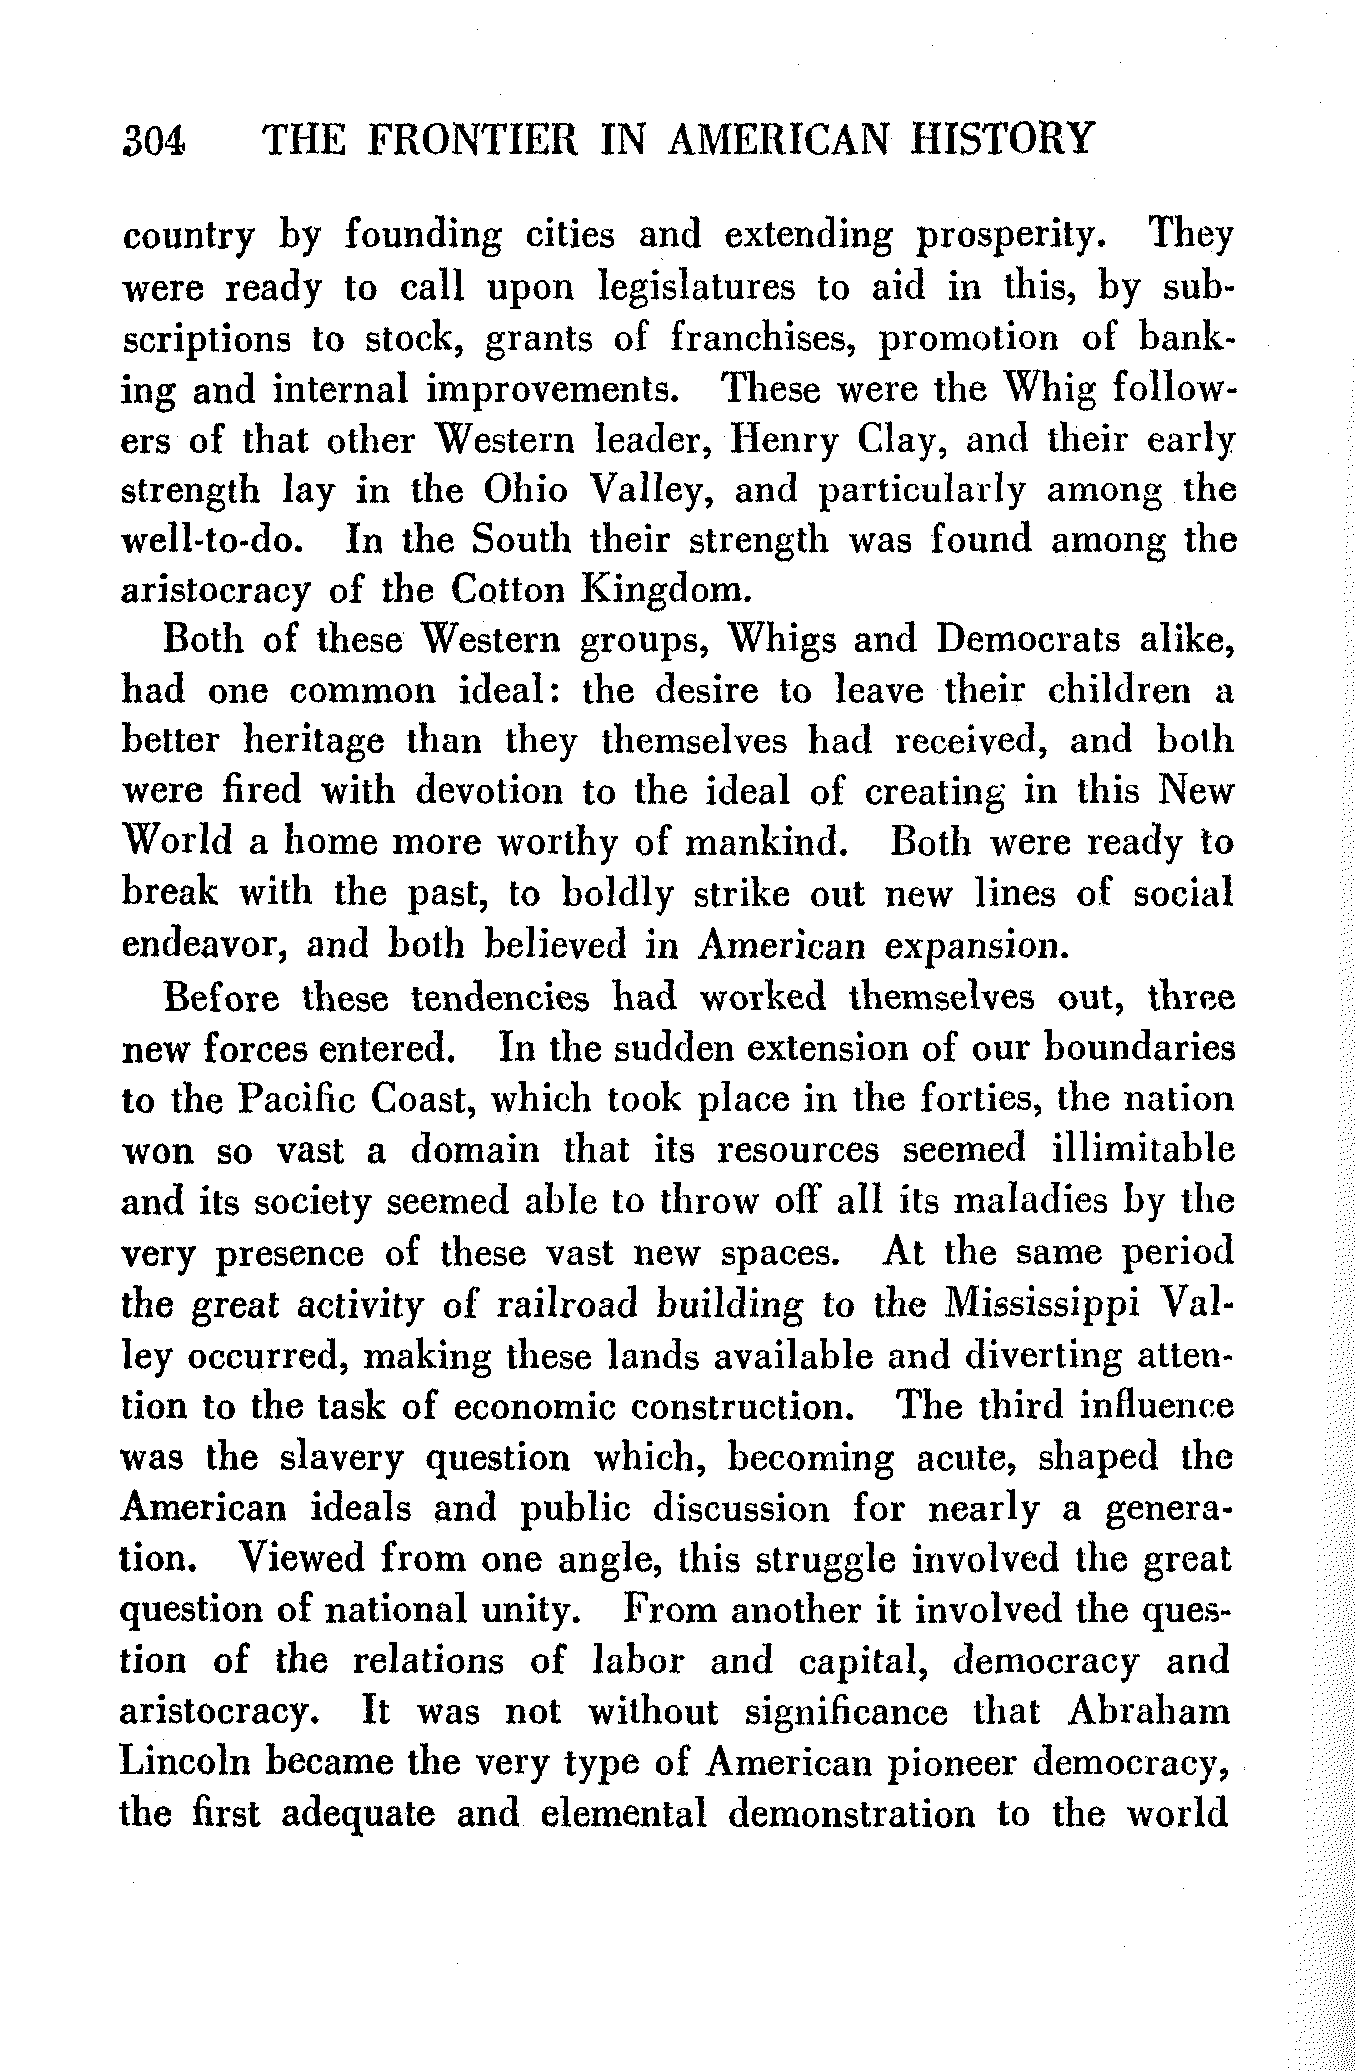 304 THE FRONTIER IN AMERICAN HISTORY
country by founding cities and extending prosperity. They
were ready to call upon legislatures to aid in this, by sub-
scriptions to stock, grants of franchises, promotion of bank-
ing and internal improvements. These were the Whig follow-
ers of that other Western leader, Henry Clay, and their early
strength lay in the Ohio Valley, and particularly among the
well-to-do. In the South their strength was found among the
aristocracy of the Cotton Kingdom.
Both of these Western groups, Whigs and Democrats alike,
had one common ideal: the desire to leave their children a
better heritage than they themselves had received, and both
were fired with devotion to the ideal of creating in this New
World a home more worthy of mankind. Both were ready to
break with the past, to boldly strike out new lines of social
endeavor, and both believed in American expansion.
Before these tendencies had worked themselves out, three
new forces entered. In the sudden extension of our boundaries
to the Pacific Coast, which took place in the forties, the nation
won so vast a domain that its resources seemed illimitable
and its society seemed able to throw off all its maladies by the
very presence of these vast new spaces. At the same period
the great activity of railroad building to the Mississippi Val-
ley occurred, making these lands available and diverting atten-
tion to the task of economic construction. The third influence
was the slavery question which, becoming acute, shaped the
American ideals and public discussion for nearly a genera-
tion. Viewed from one angle, this struggle involved the great
question of national unity. From another it involved the ques-
tion of the relations of labor and capital, democracy and
aristocracy. It was not without significance that Abraham
Lincoln became the very type of American pioneer democracy,
the first adequate and elemental demonstration to the world